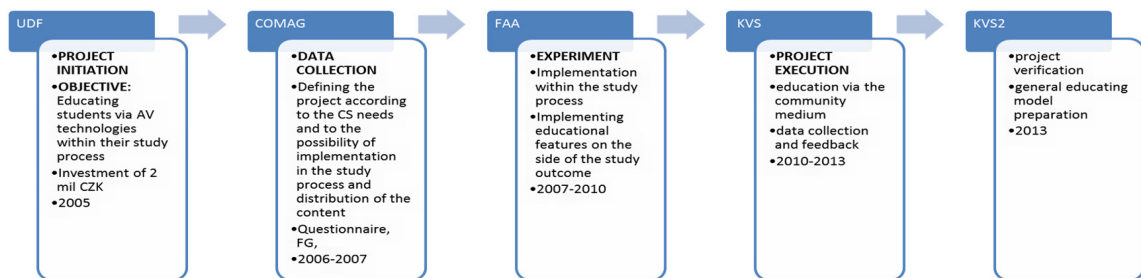 UDF
•PROJECT
INITIATION
•OBJECTIVE:
Educating
students via AV
technologies
within their study
process
•Investment of 2
mil CZK
•2005
COMAG
•DATA
COLLECTION
•Defining the
project according
to the CS needs
and to the
possibility of
implementation
in the study
process and
distribution of the
content
•Questionnaire,
FG,
•2006-2007
FAA
•EXPERIMENT
•Implementation
within the study
process
•Implementing
educational
features on the
side of the study
outcome
•2007-2010
KVS
•PROJECT
EXECUTION
•education via the
community
medium
•data collection
and feedback
•2010-2013
KVS2
•project
verification
•general educating
model
preparation
•2013